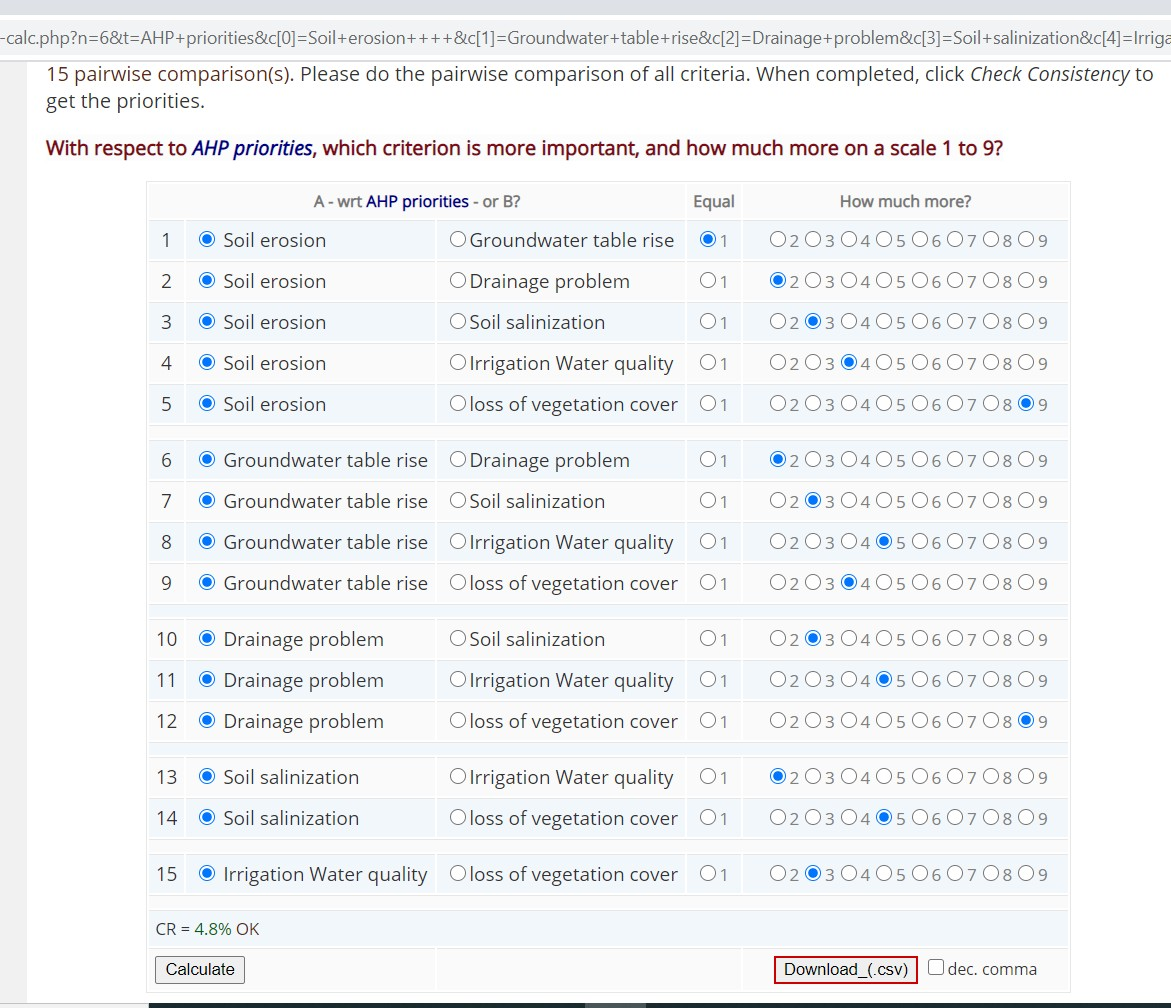 -calc.php?n=6&t=AHP+priorities&c[0]=Soil+erosion++++&c[1]=Groundwater+table+rise&c[2]=Drainage+problem&c[3]=Soil+salinization&c[4]=Irriga
15 pairwise comparison(s). Please do the pairwise comparison of all criteria. When completed, click Check Consistency to
get the priorities.
With respect to AHP priorities, which criterion is more important, and how much more on a scale 1 to 9?
A - wrt AHP priorities - or B? Equal How much more?
1 Soil erosion Groundwater table rise 1 2 3 4 5 6 7 8 9
2 Soil erosion Drainage problem 1 2 3 4 5 6 7 8 9
3 Soil erosion Soil salinization 1 2 3 4 5 6 7 8 9
4 Soil erosion Irrigation Water quality 1 2 3 4 5 6 7 8 9
5 Soil erosion loss of vegetation cover 1 2 3 4 5 6 7 8 9
6 Groundwater table rise Drainage problem 1 2 3 4 5 6 7 8 9
7 Groundwater table rise Soil salinization 1 2 3 4 5 6 7 8 9
8 Groundwater table rise Irrigation Water quality 1 2 3 4 5 6 7 8 9
9 Groundwater table rise loss of vegetation cover 1 2 3 4 5 6 7 8 9
10 Drainage problem Soil salinization 1 2 3 4 5 6 7 8 9
11 Drainage problem Irrigation Water quality 1 2 3 4 5 6 7 8 9
12 Drainage problem loss of vegetation cover 1 2 3 4 5 6 7 8 9
13 Soil salinization Irrigation Water quality 1 2 3 4 5 6 7 8 9
14 Soil salinization loss of vegetation cover 1 2 3 4 5 6 7 8 9
15 Irrigation Water quality loss of vegetation cover 1 2 3 4 5 6 7 8 9
CR = 4.8% OK
Calculate Download_(.csv) dec. comma